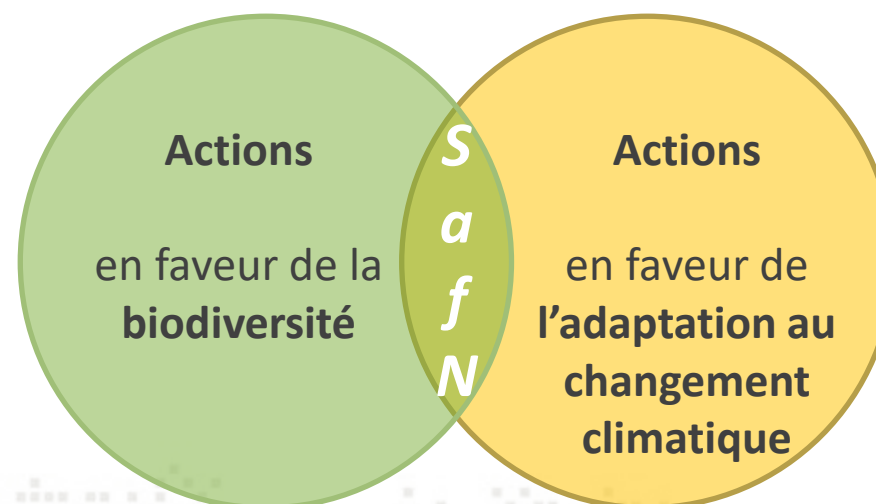 Actions
en faveur de la
biodiversité
S
a
f
N
Actions
en faveur de
l’adaptation au
changement
climatique